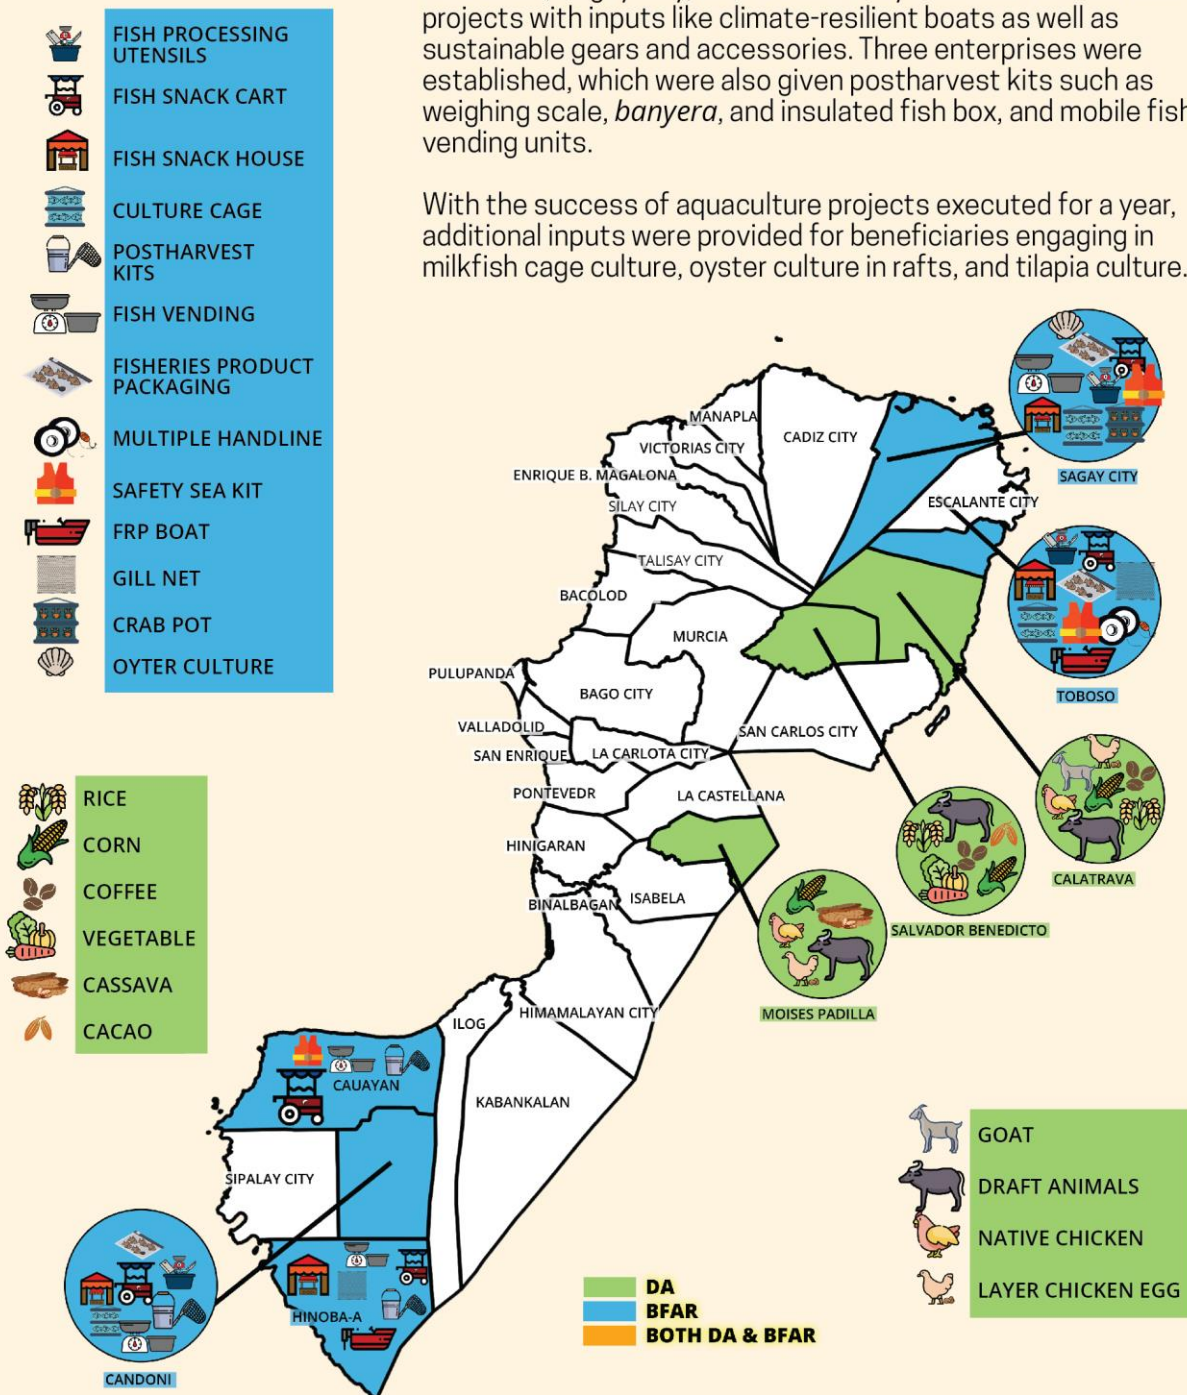 projects with inputs like climate-resilient boats as well as
sustainable gears and accessories. Three enterprises were
established, which were also given postharvest kits such as
weighing scale, banyera, and insulated fish box, and mobile fish
vending units.
With the success of aquaculture projects executed for a year,
additional inputs were provided for beneficiaries engaging in
milkfish cage culture, oyster culture in rafts, and tilapia culture.
FISH PROCESSING
UTENSILS
FISH SNACK CART
FISH SNACK HOUSE
CULTURE CAGE
POSTHARVEST
KITS
FISH VENDING
FISHERIES PRODUCT
PACKAGING
MULTIPLE HANDLINE
SAFETY SEA KIT
FRP BOAT
GILL NET
CRAB POT
OYTER CULTURE
RICE
CORN
COFFEE
VEGETABLE
CASSAVA
CACAO
MANAPLA
CADIZ CITY
VICTORIAS CITY
ENRIQUE B. MAGALONA
SILAY CITY
SAGAY CITY
ESCALANTE CITY
TALISAY CITY
BACOLOD
MURCIA
TOBOSO
PULUPANDA
BAGO CITY
VALLADOLID
SAN CARLOS CITY
SAN ENRIQUE
LA CARLOTA CITY
PONTEVEDR
LA CASTELLANA
HINIGARAN
CALATRAVA
BINALBAGAN
ISABELA
SALVADOR BENEDICTO
MOISES PADILLA
HIMAMALAYAN CITY
ILOG
CAUAYAN
KABANKALAN
SIPALAY CITY
HINOBA-A
CANDONI
GOAT
DRAFT ANIMALS
NATIVE CHICKEN
LAYER CHICKEN EGG
DA
BFAR
BOTH DA & BFAR